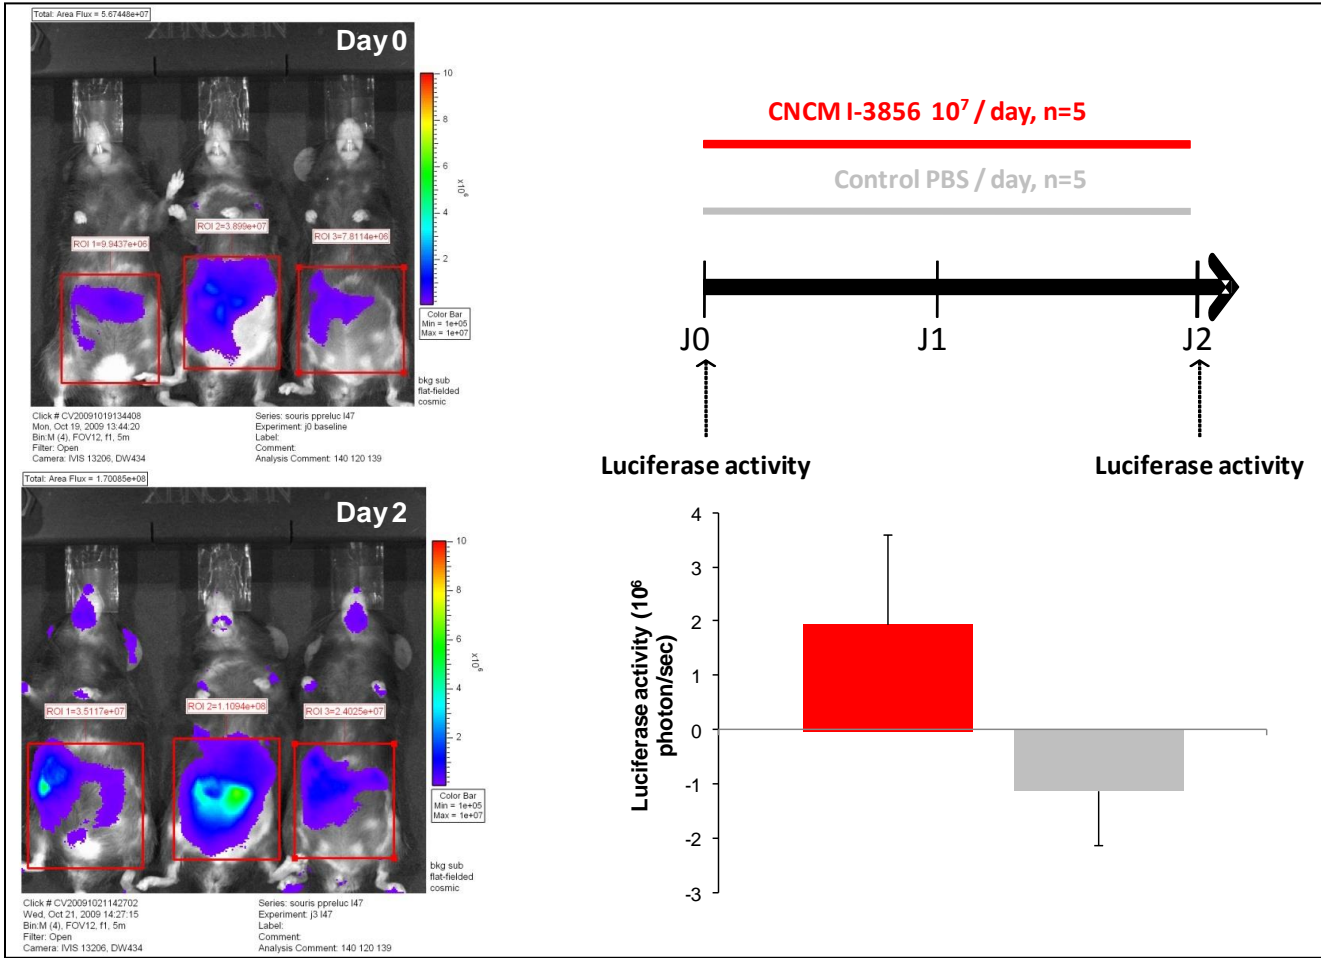 Total: Area Flux = 5.67448e+07
XENOGEN
Day 0
ROI 1=9.9437e+06
ROI 2=3.899e+07
ROI 3=7.8114e+06
10
8
6
4
2
x10⁶
Color Bar
Min = 1e+05
Max = 1e+07
bkg sub
flat-fielded
cosmic
Click # CV20091019134408
Mon, Oct 19, 2009 13:44:20
Bin:M (4), FOV12, f1, 5m
Filter: Open
Camera: IVIS 13206, DW434
Series: souris ppreluc l47
Experiment: j0 baseline
Label:
Comment:
Analysis Comment: 140 120 139
Total: Area Flux = 1.70085e+08
Day 2
ROI 1=3.5117e+07
ROI 2=1.1094e+08
ROI 3=2.4025e+07
10
8
6
4
2
x10⁶
Color Bar
Min = 1e+05
Max = 1e+07
bkg sub
flat-fielded
cosmic
Click # CV20091021142702
Wed, Oct 21, 2009 14:27:15
Bin:M (4), FOV12, f1, 5m
Filter: Open
Camera: IVIS 13206, DW434
Series: souris ppreluc l47
Experiment: j3 l47
Label:
Comment:
Analysis Comment: 140 120 139
CNCM I-3856 10⁷ / day, n=5
Control PBS / day, n=5
J0
J1
J2
Luciferase activity
Luciferase activity
Luciferase activity (10⁶
photon/sec)
4
3
2
1
0
-1
-2
-3